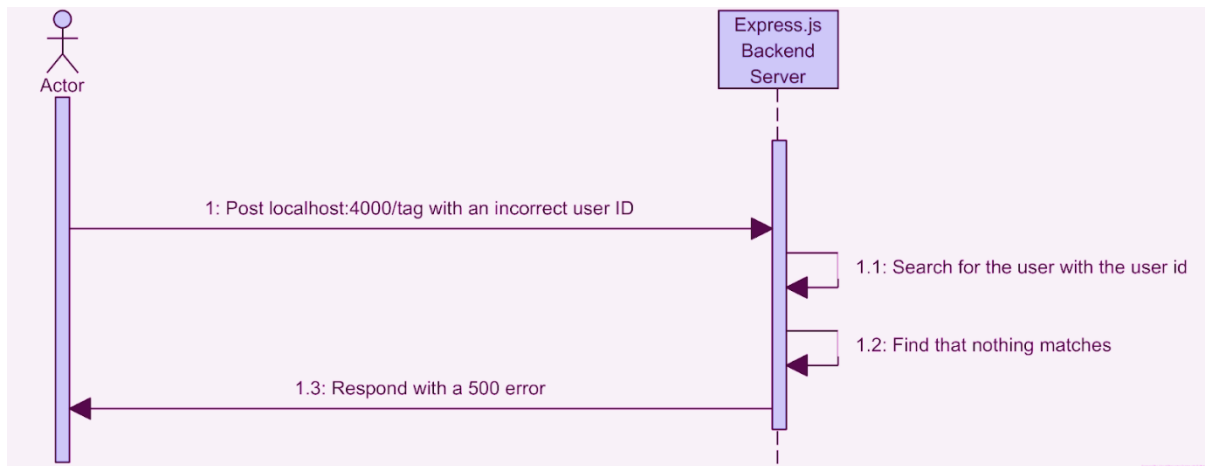 Express.js
Backend
Server
Actor
1: Post localhost:4000/tag with an incorrect user ID
1.1: Search for the user with the user id
1.2: Find that nothing matches
1.3: Respond with a 500 error